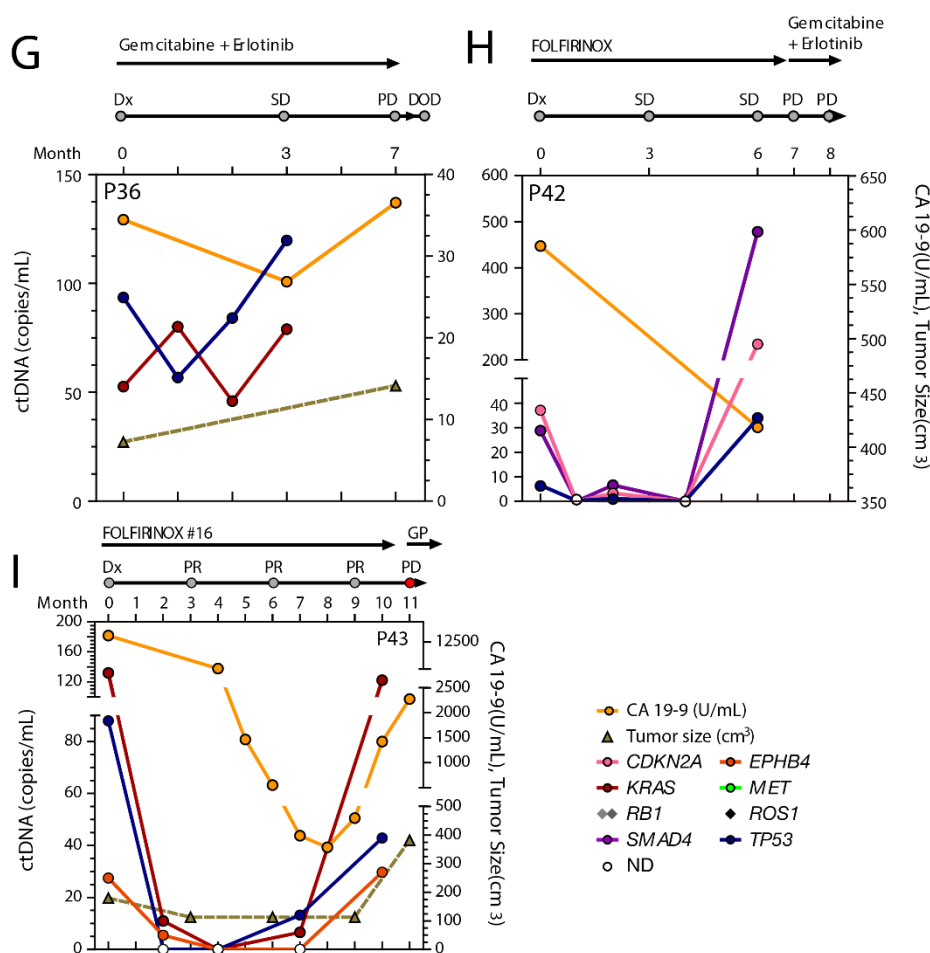 G
Gemcitabine + Erlotinib
Dx SD PD DOD
Month 0 3 7
P36
150
100
50
0
40
30
20
10
0
ctDNA (copies/mL)
H
FOLFIRINOX
Gemcitabine
+ Erlotinib
Dx SD SD PD PD
0 3 6 7 8
P42
600
500
400
300
200
40
30
20
10
0
650
600
550
500
450
400
350
CA 19-9(U/mL), Tumor Size(cm 3)
I
FOLFIRINOX #16
GP
Dx PR PR PR PD
Month 0 1 2 3 4 5 6 7 8 9 10 11
P43
200
160
120
80
60
40
20
0
12500
2500
2000
1500
1000
500
400
300
200
100
0
ctDNA (copies/mL)
CA 19-9(U/mL), Tumor Size(cm 3)
CA 19-9 (U/mL)
Tumor size (cm³)
CDKN2A EPHB4
KRAS MET
RB1 ROS1
SMAD4 TP53
ND